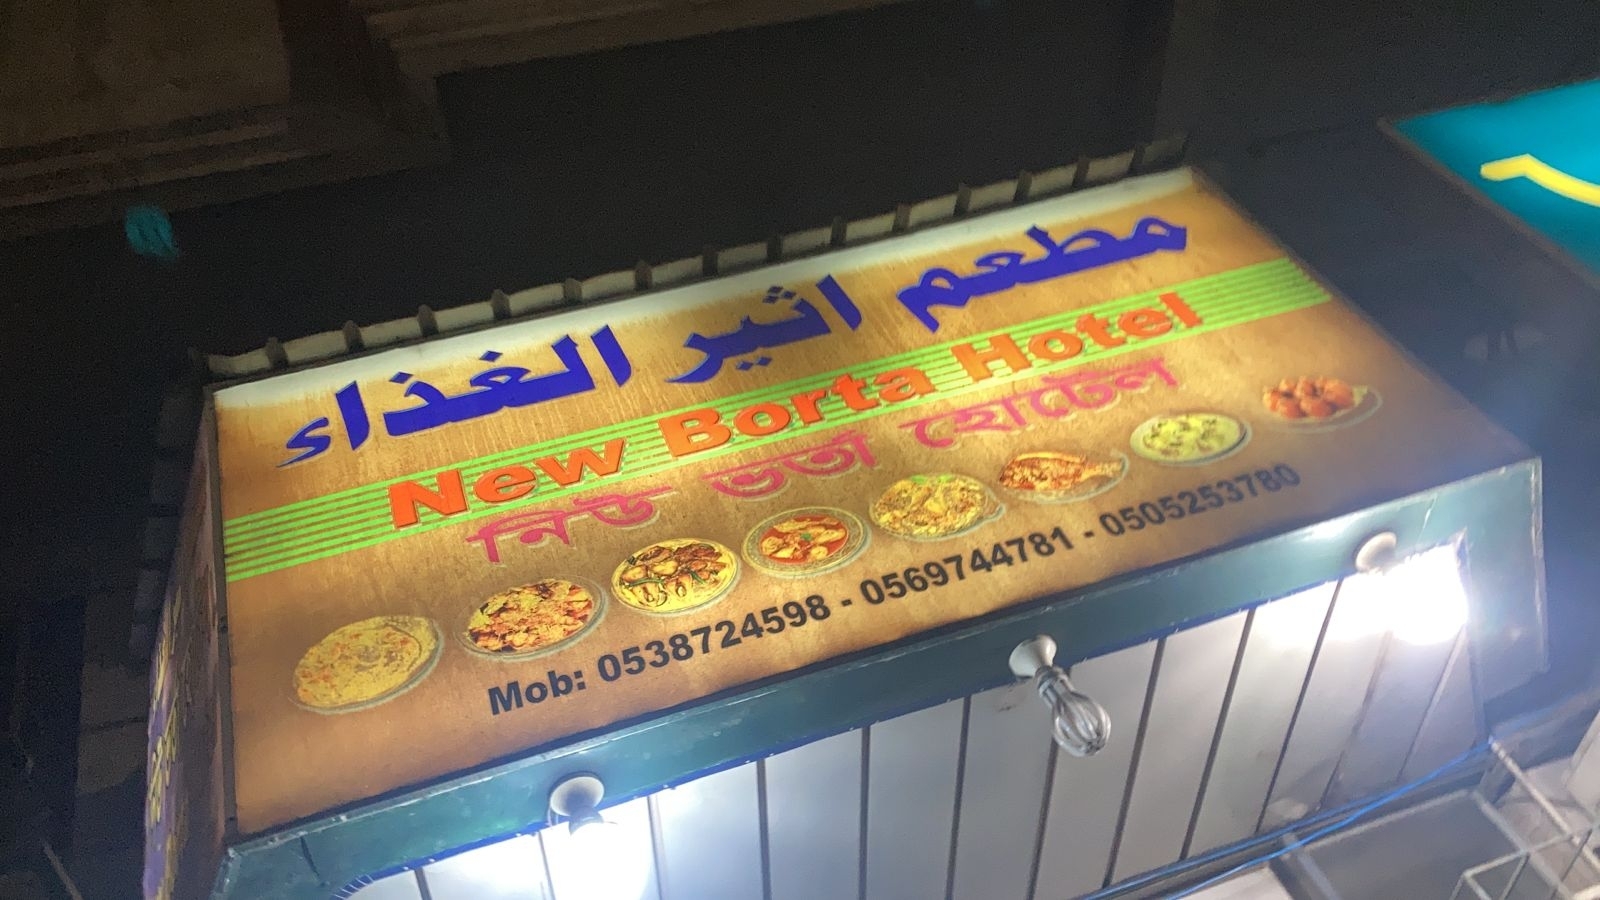 مطعم اثير الغذاء
New Borta Hotel
নিউ ভর্তা হোটেল
Mob: 0538724598 - 0569744781 - 0505253780